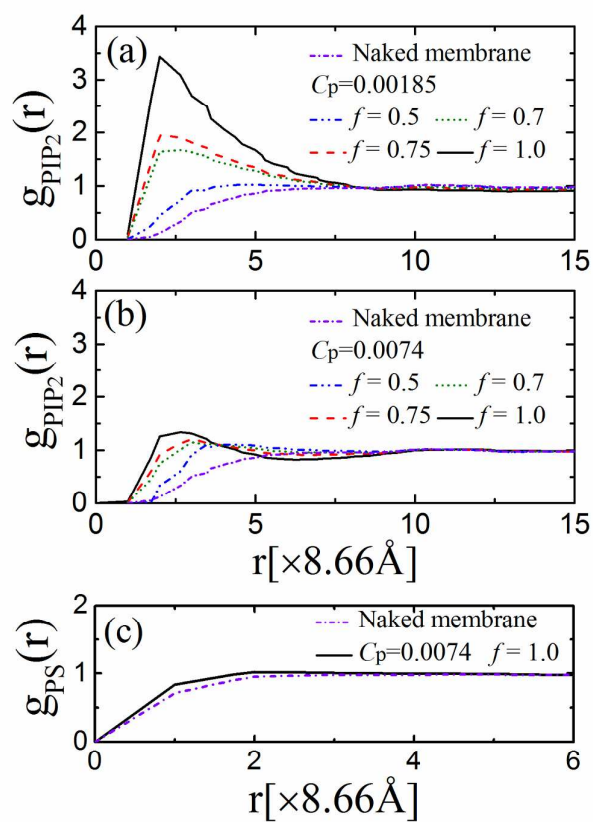 (a)
Naked membrane
Cp=0.00185
f = 0.5 f = 0.7
f = 0.75 f = 1.0
gPIP2(r)
4
3
2
1
0
0 5 10 15
(b)
Naked membrane
Cp=0.0074
f = 0.5 f = 0.7
f = 0.75 f = 1.0
gPIP2(r)
4
3
2
1
0
0 5 10 15
r[×8.66Å]
(c)
Naked membrane
Cp=0.0074 f = 1.0
gPS(r)
2
1
0
0 2 4 6
r[×8.66Å]